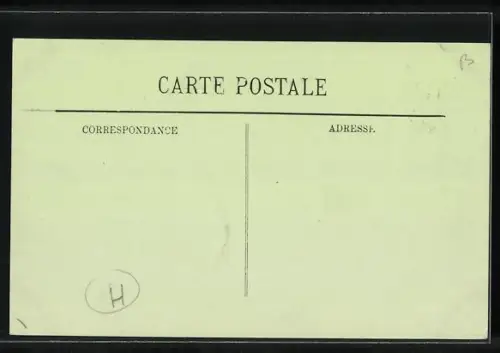 B
CARTE POSTALE
CORRESPONDANCE
ADRESSE.
H